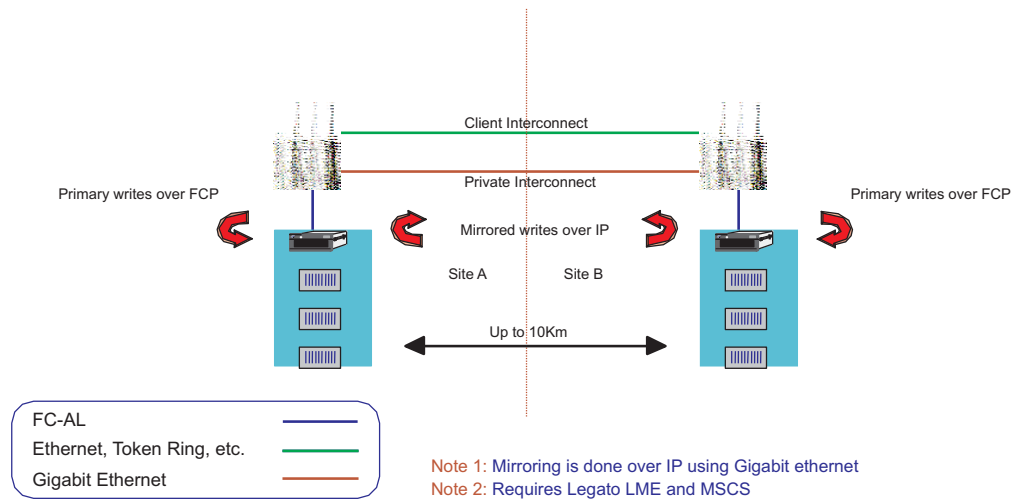 Client Interconnect
Private Interconnect
Primary writes over FCP
Primary writes over FCP
Mirrored writes over IP
Site A
Site B
Up to 10Km
FC-AL
Ethernet, Token Ring, etc.
Gigabit Ethernet
Note 1: Mirroring is done over IP using Gigabit ethernet
Note 2: Requires Legato LME and MSCS